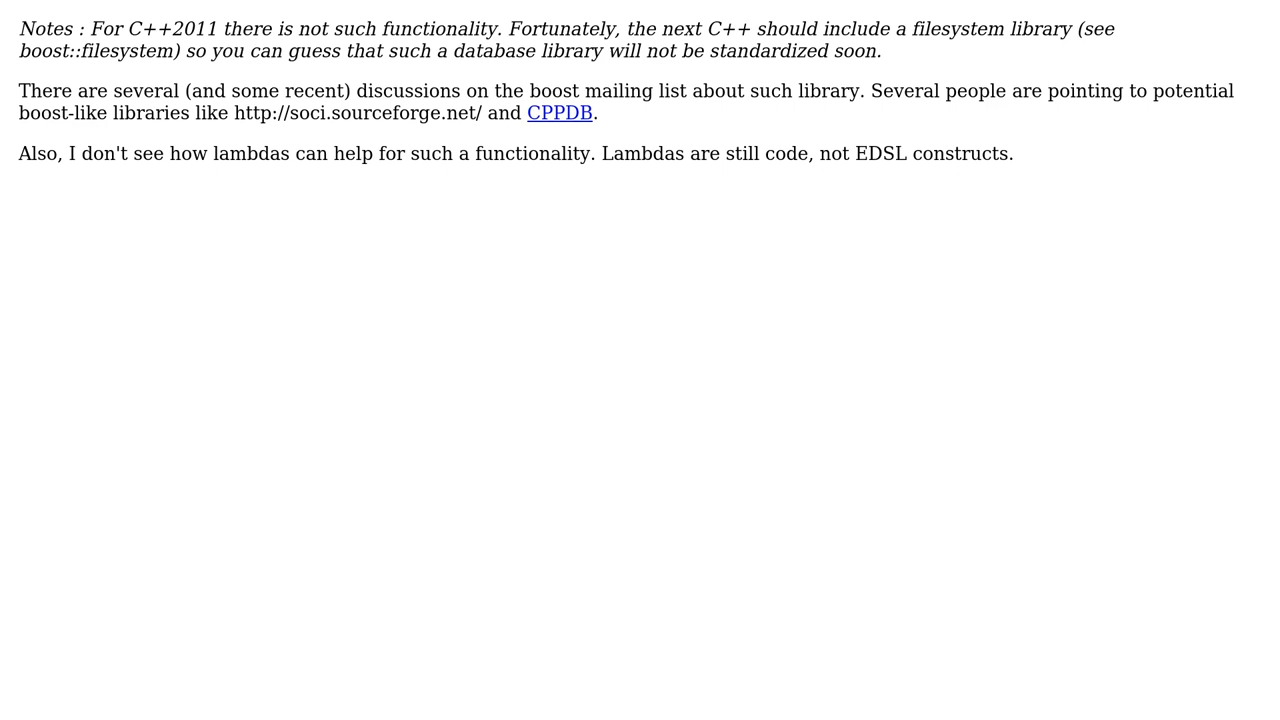 Notes : For C++2011 there is not such functionality. Fortunately, the next C++ should include a filesystem library (see
boost::filesystem) so you can guess that such a database library will not be standardized soon.
There are several (and some recent) discussions on the boost mailing list about such library. Several people are pointing to potential
boost-like libraries like http://soci.sourceforge.net/ and CPPDB.
Also, I don't see how lambdas can help for such a functionality. Lambdas are still code, not EDSL constructs.